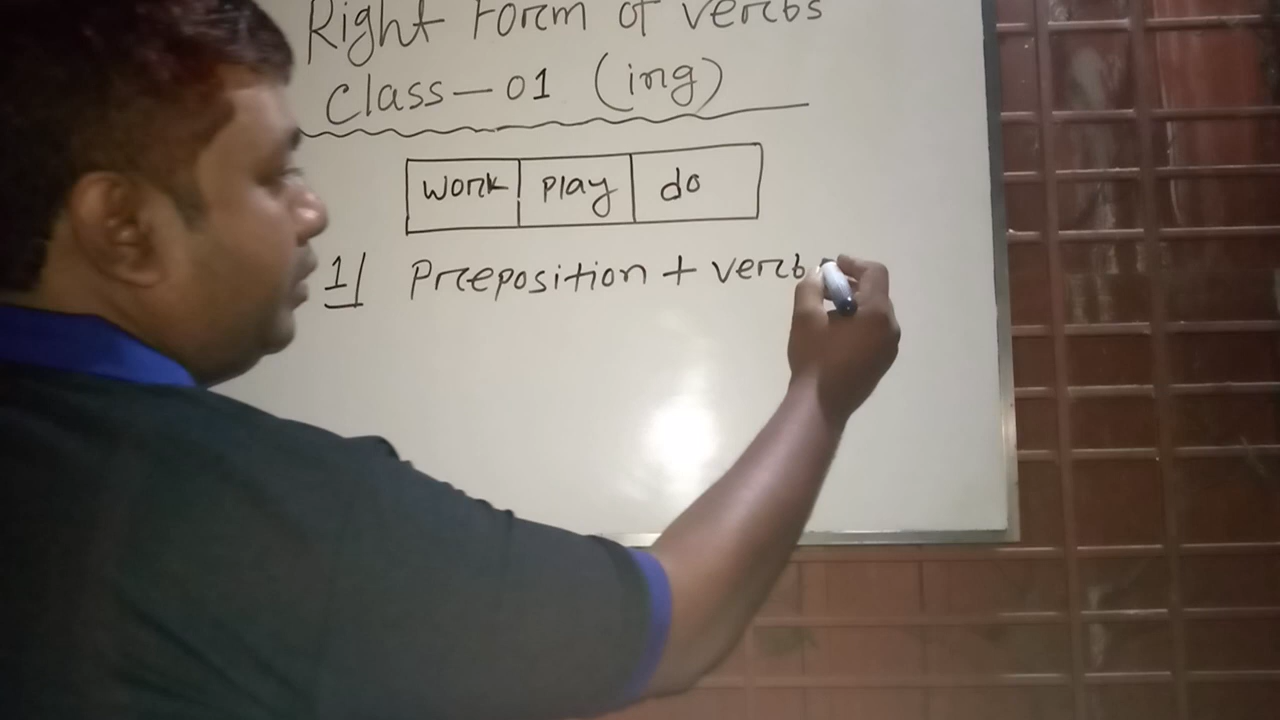 Right Form of verbs
Class-01 (ing)
work play do
1/ Preposition + verb